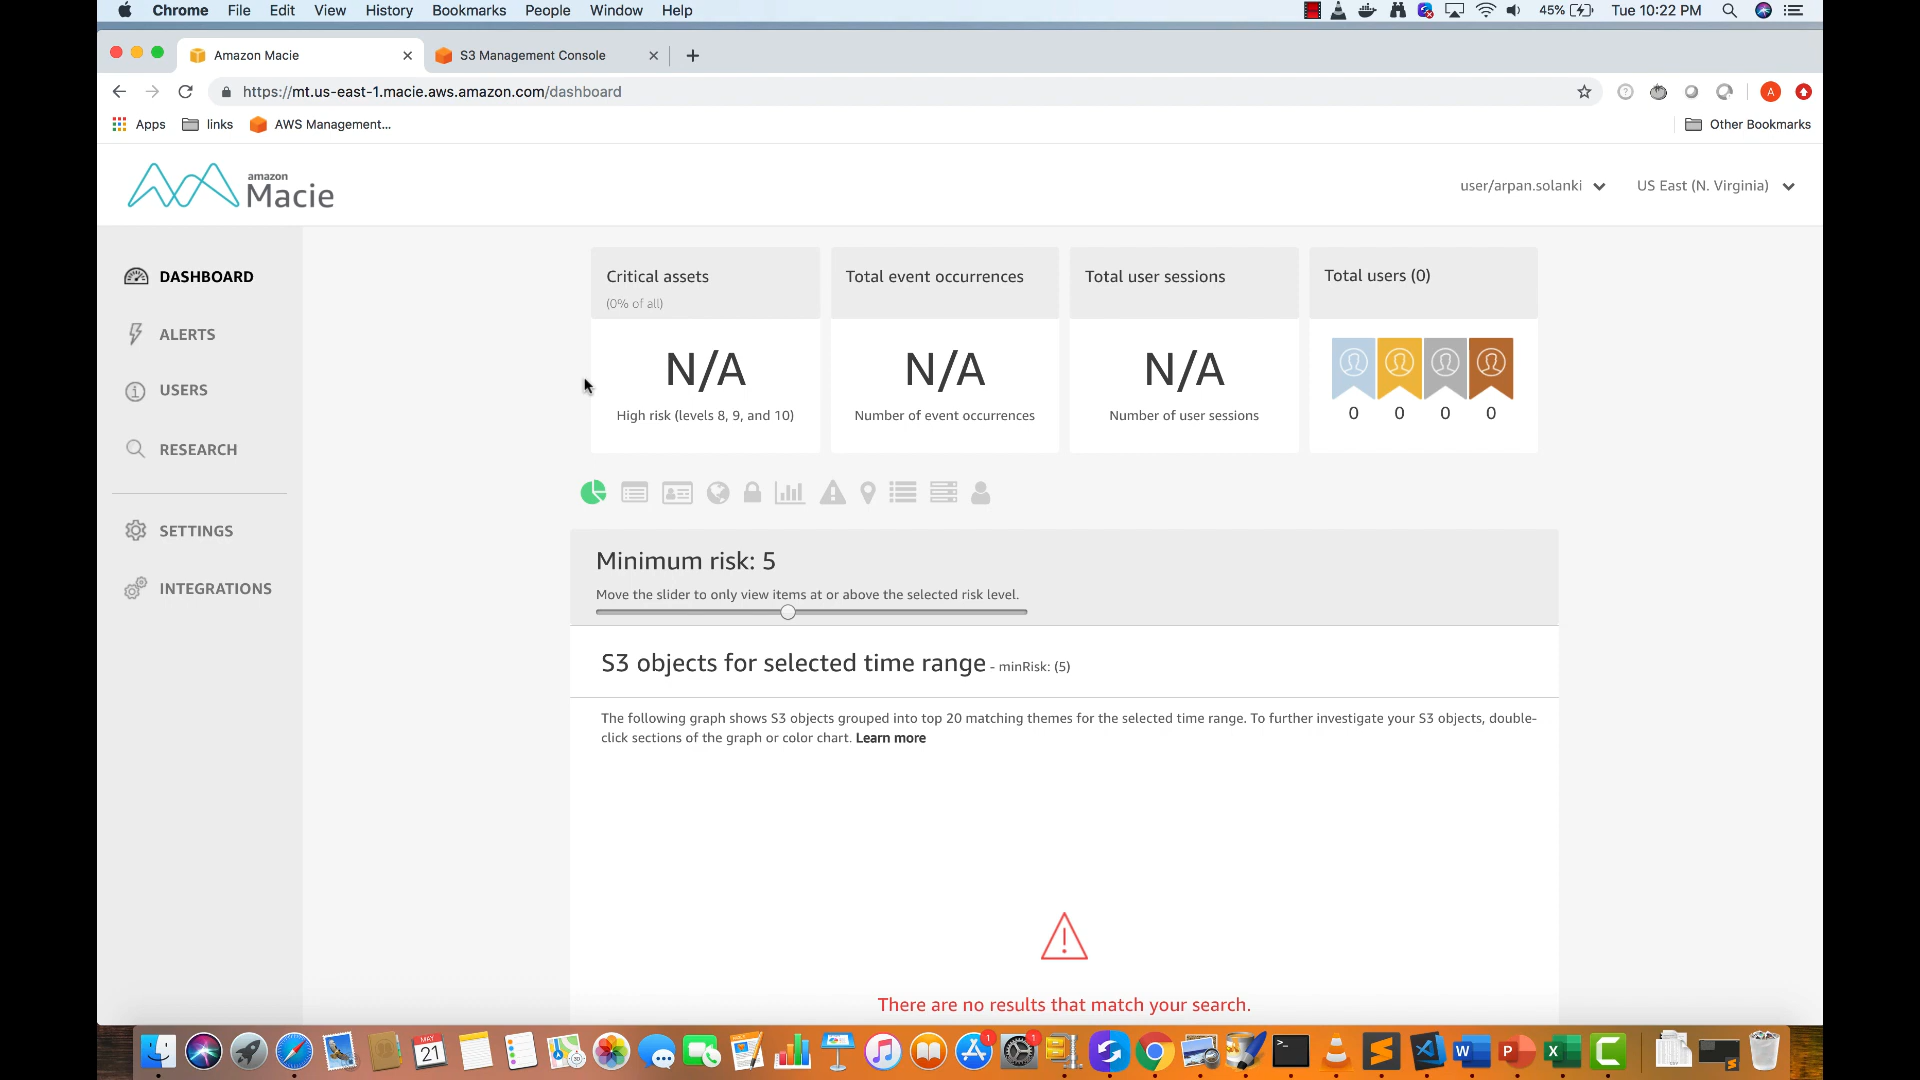 Chrome File Edit View History Bookmarks People Window Help 45% Tue 10:22 PM
Amazon Macie S3 Management Console
https://mt.us-east-1.macie.aws.amazon.com/dashboard A
Apps links AWS Management... Other Bookmarks
amazon
Macie
user/arpan.solanki US East (N. Virginia)
DASHBOARD
ALERTS
USERS
RESEARCH
SETTINGS
INTEGRATIONS
Critical assets
(0% of all)
N/A
High risk (levels 8, 9, and 10)
Total event occurrences
N/A
Number of event occurrences
Total user sessions
N/A
Number of user sessions
Total users (0)
0 0 0 0
Minimum risk: 5
Move the slider to only view items at or above the selected risk level.
S3 objects for selected time range - minRisk: (5)
The following graph shows S3 objects grouped into top 20 matching themes for the selected time range. To further investigate your S3 objects, double-
click sections of the graph or color chart. Learn more
There are no results that match your search.
MAY
21
1
1
W
P
X
C